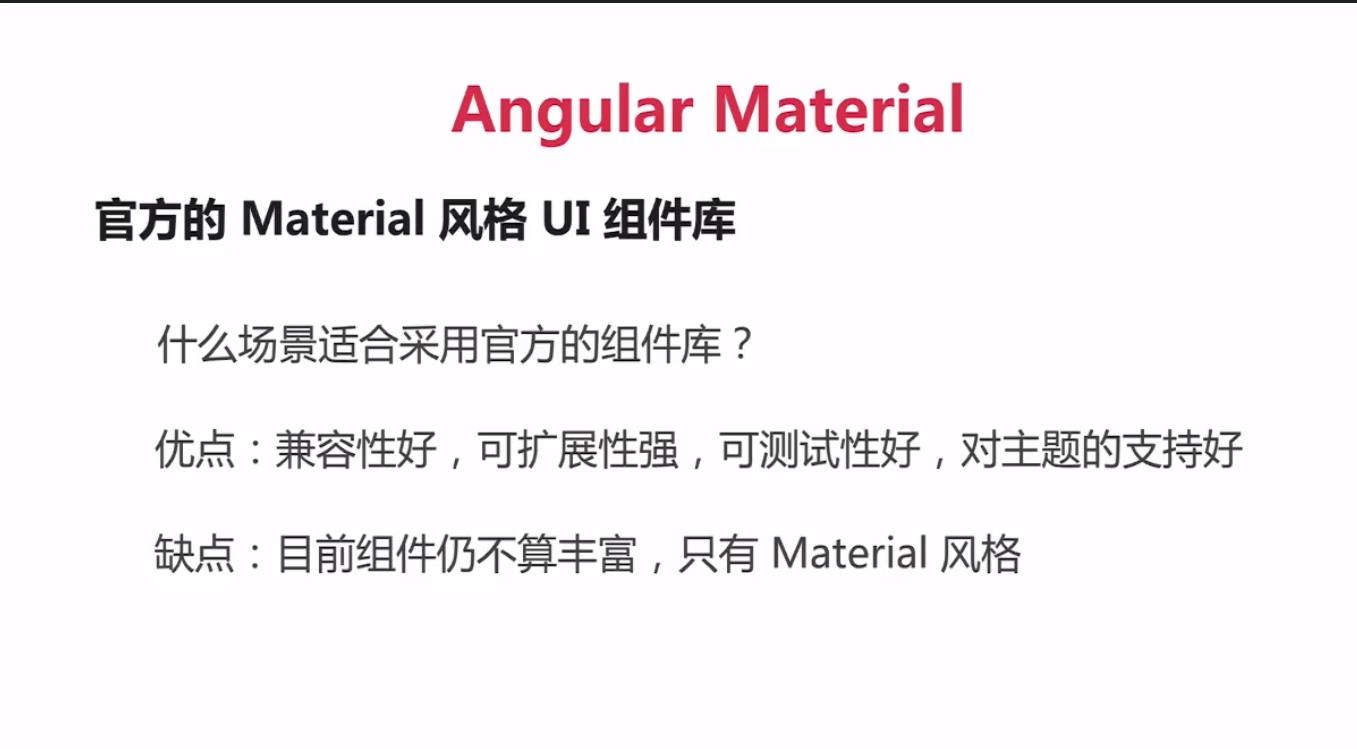 Angular Material
官方的 Material 风格 UI 组件库
什么场景适合采用官方的组件库？
优点：兼容性好，可扩展性强，可测试性好，对主题的支持好
缺点：目前组件仍不算丰富，只有 Material 风格